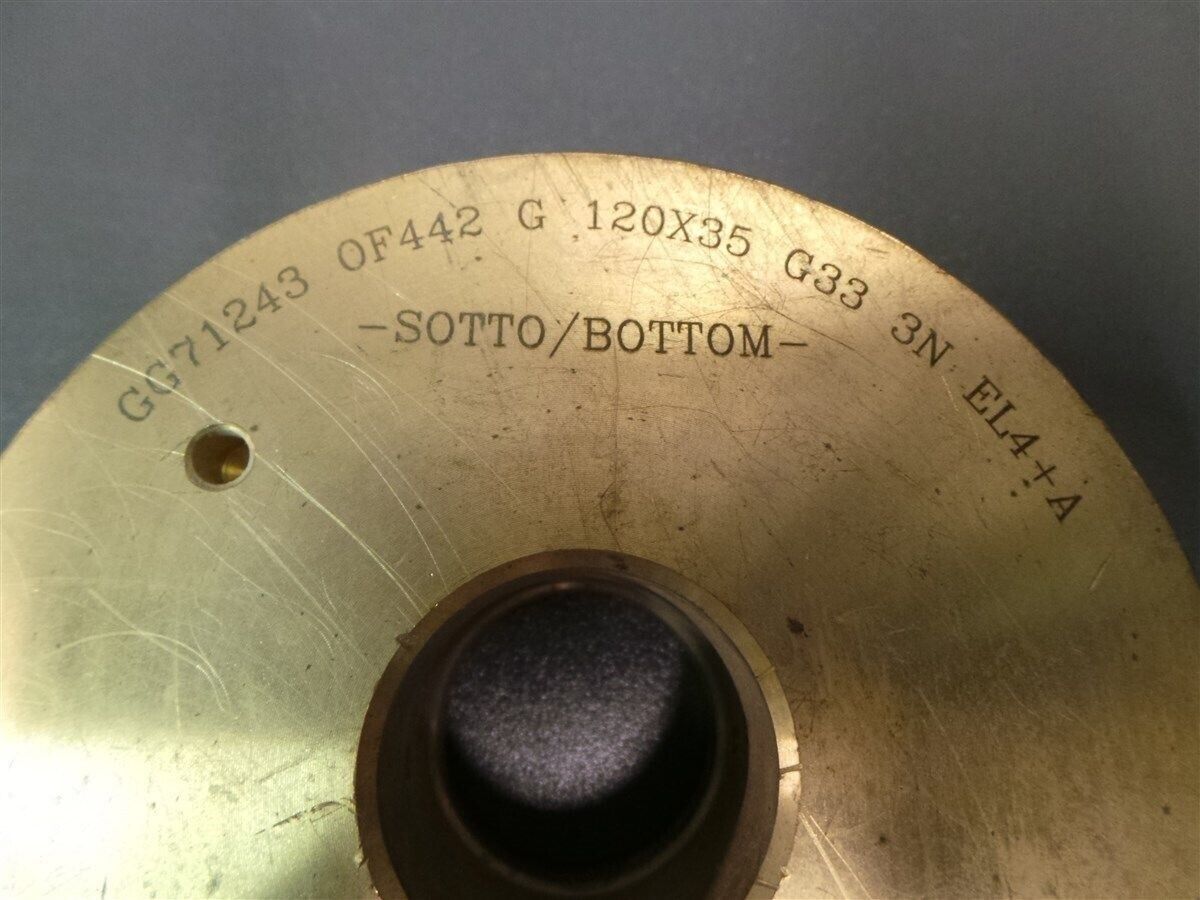 GG71243 OF442 G 120X35 G33 3N EL4+A
-SOTTO/BOTTOM-